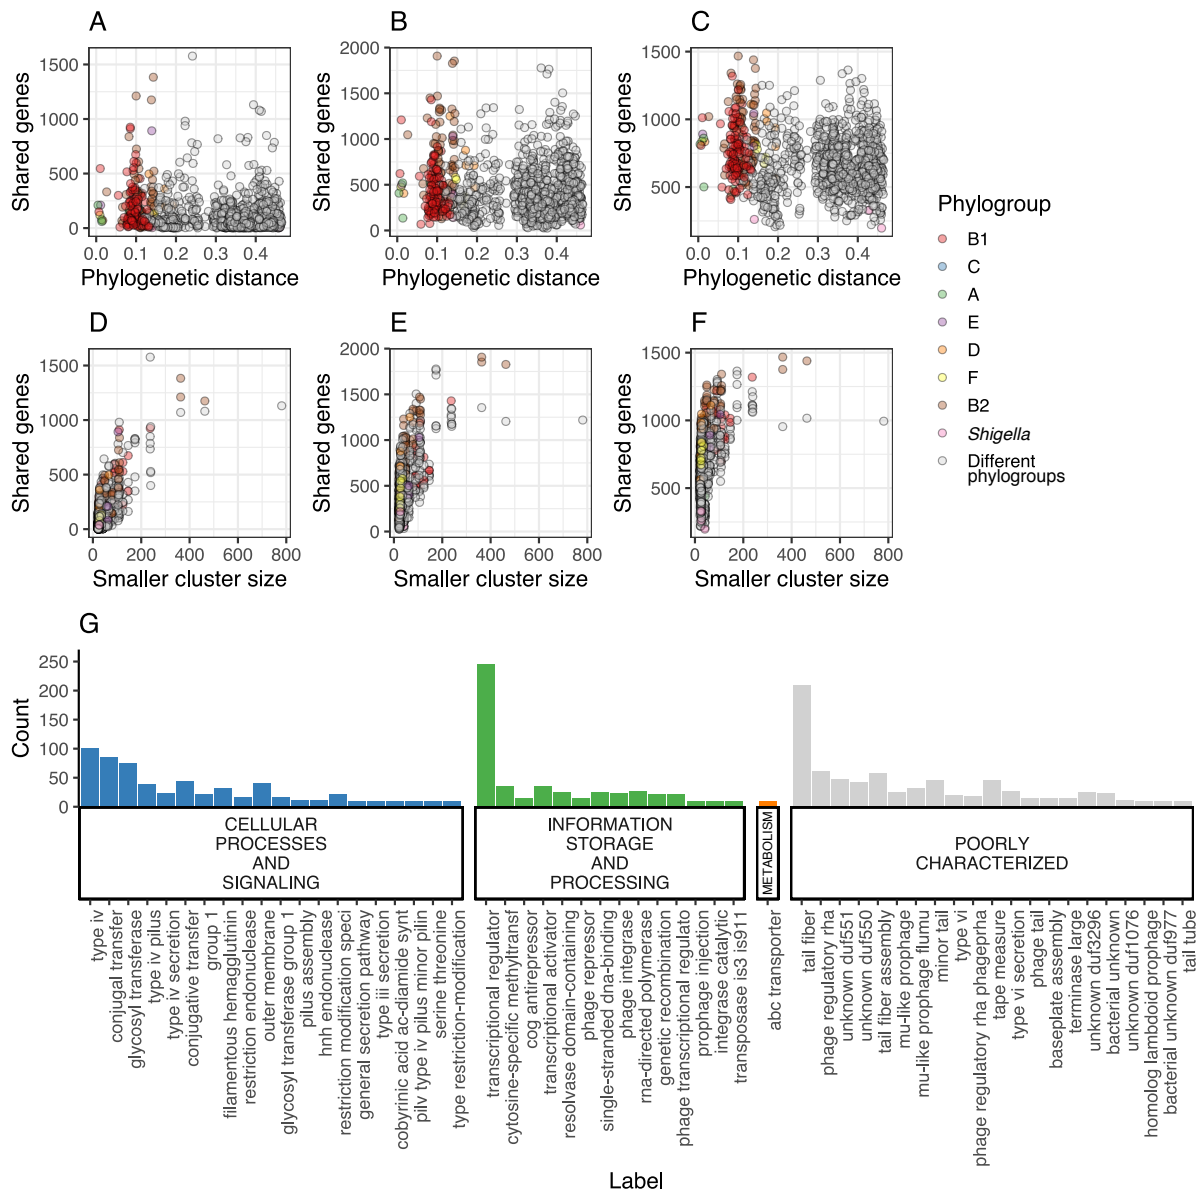 A
B
C
Shared genes
1500
1000
500
0
0.0 0.1 0.2 0.3 0.4
Phylogenetic distance
Shared genes
2000
1500
1000
500
0
0.0 0.1 0.2 0.3 0.4
Phylogenetic distance
Shared genes
1500
1000
500
0.0 0.1 0.2 0.3 0.4
Phylogenetic distance
D
E
F
Shared genes
1500
1000
500
0
0 200 400 600 800
Smaller cluster size
Shared genes
2000
1500
1000
500
0
0 200 400 600 800
Smaller cluster size
Shared genes
1500
1000
500
0 200 400 600 800
Smaller cluster size
Phylogroup
B1
C
A
E
D
F
B2
Shigella
Different
phylogroups
G
Count
250
200
150
100
50
0
CELLULAR
PROCESSES
AND
SIGNALING
INFORMATION
STORAGE
AND
PROCESSING
METABOLISM
POORLY
CHARACTERIZED
type iv
conjugal transfer
glycosyl transferase
type iv pilus
type iv secretion
conjugative transfer
group 1
filamentous hemagglutinin
restriction endonuclease
outer membrane
glycosyl transferase group 1
pilus assembly
hnh endonuclease
restriction modification speci
general secretion pathway
type iii secretion
cobyrinic acid ac-diamide synt
pilv type iv pilus minor pilin
serine threonine
type restriction-modification
transcriptional regulator
cytosine-specific methyltransf
cog antirepressor
transcriptional activator
resolvase domain-containing
phage repressor
single-stranded dna-binding
phage integrase
rna-directed polymerase
genetic recombination
phage transcriptional regulato
prophage injection
integrase catalytic
transposase is3 is911
abc transporter
tail fiber
phage regulatory rha
unknown duf551
unknown duf550
tail fiber assembly
mu-like prophage
mu-like prophage flumu
minor tail
type vi
phage regulatory rha phageprha
tape measure
type vi secretion
phage tail
baseplate assembly
terminase large
unknown duf3296
bacterial unknown
unknown duf1076
homolog lambdoid prophage
bacterial unknown duf977
tail tube
Label